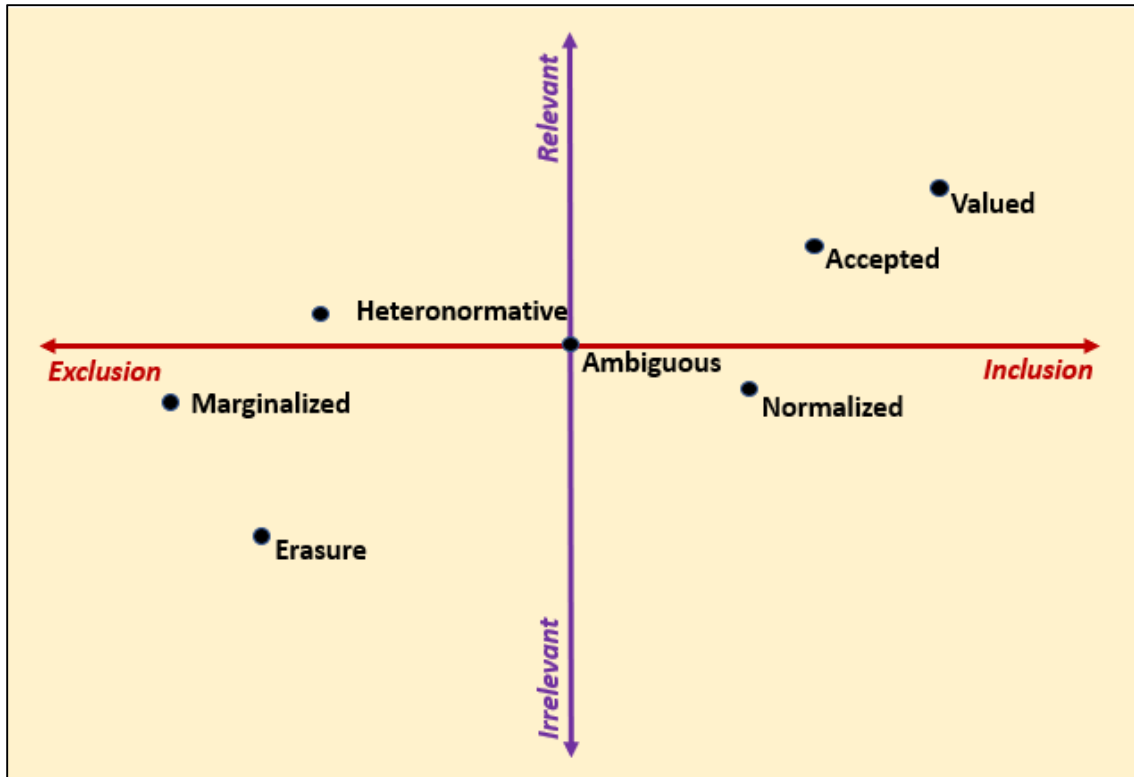 Relevant
Valued
Accepted
Heteronormative
Ambiguous
Exclusion
Inclusion
Marginalized
Normalized
Erasure
Irrelevant